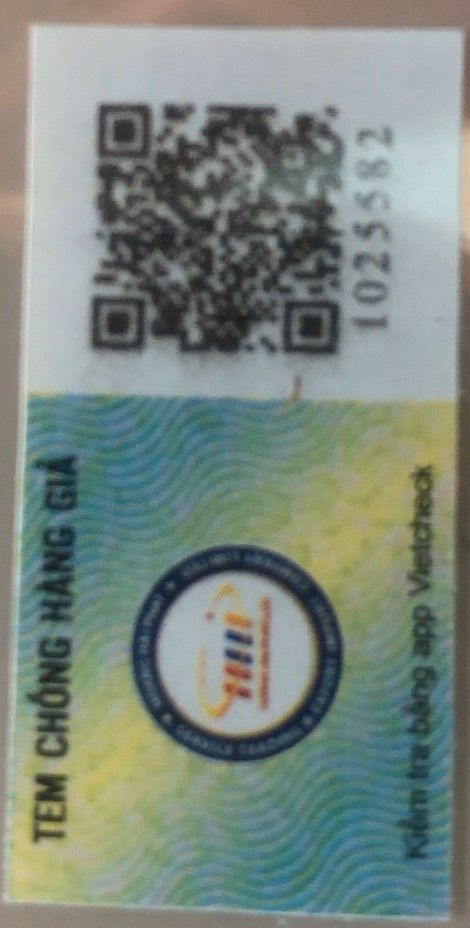 TEM CHỐNG HÀNG GIẢ
Kiểm tra bằng app Vietcheck
1025582